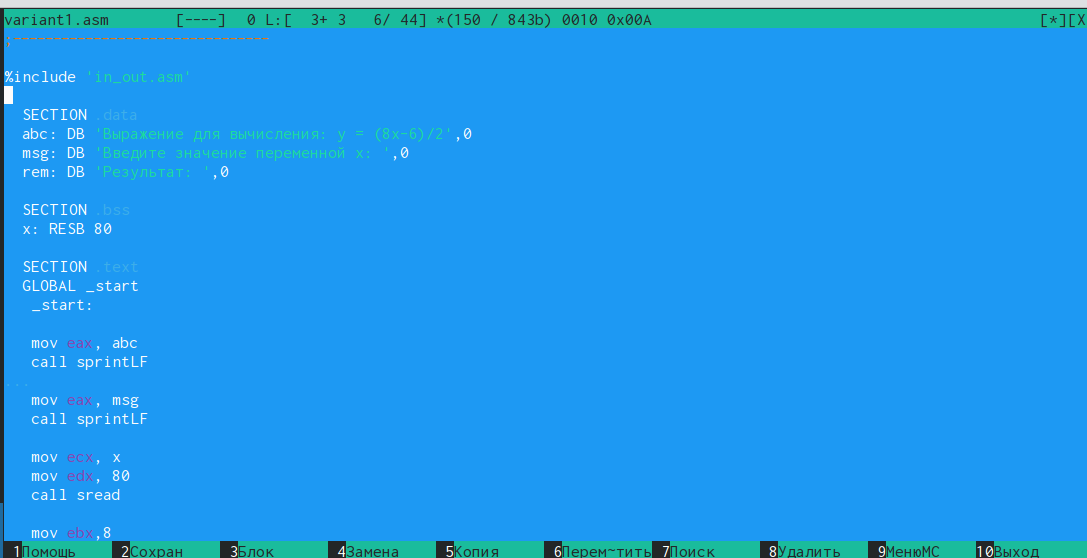 variant1.asm [----] 0 L:[ 3+ 3 6/ 44] *(150 / 843b) 0010 0x00A [*][X
;--------------------------------
%include 'in_out.asm'
SECTION .data
abc: DB 'Выражение для вычисления: y = (8x-6)/2',0
msg: DB 'Введите значение переменной x: ',0
rem: DB 'Результат: ',0
SECTION .bss
x: RESB 80
SECTION .text
GLOBAL _start
_start:
mov eax, abc
call sprintLF
...
mov eax, msg
call sprintLF
mov ecx, x
mov edx, 80
call sread
mov ebx,8
1Помощь 2Сохран 3Блок 4Замена 5Копия 6Перем~тить 7Поиск 8Удалить 9МенюMC 10Выход